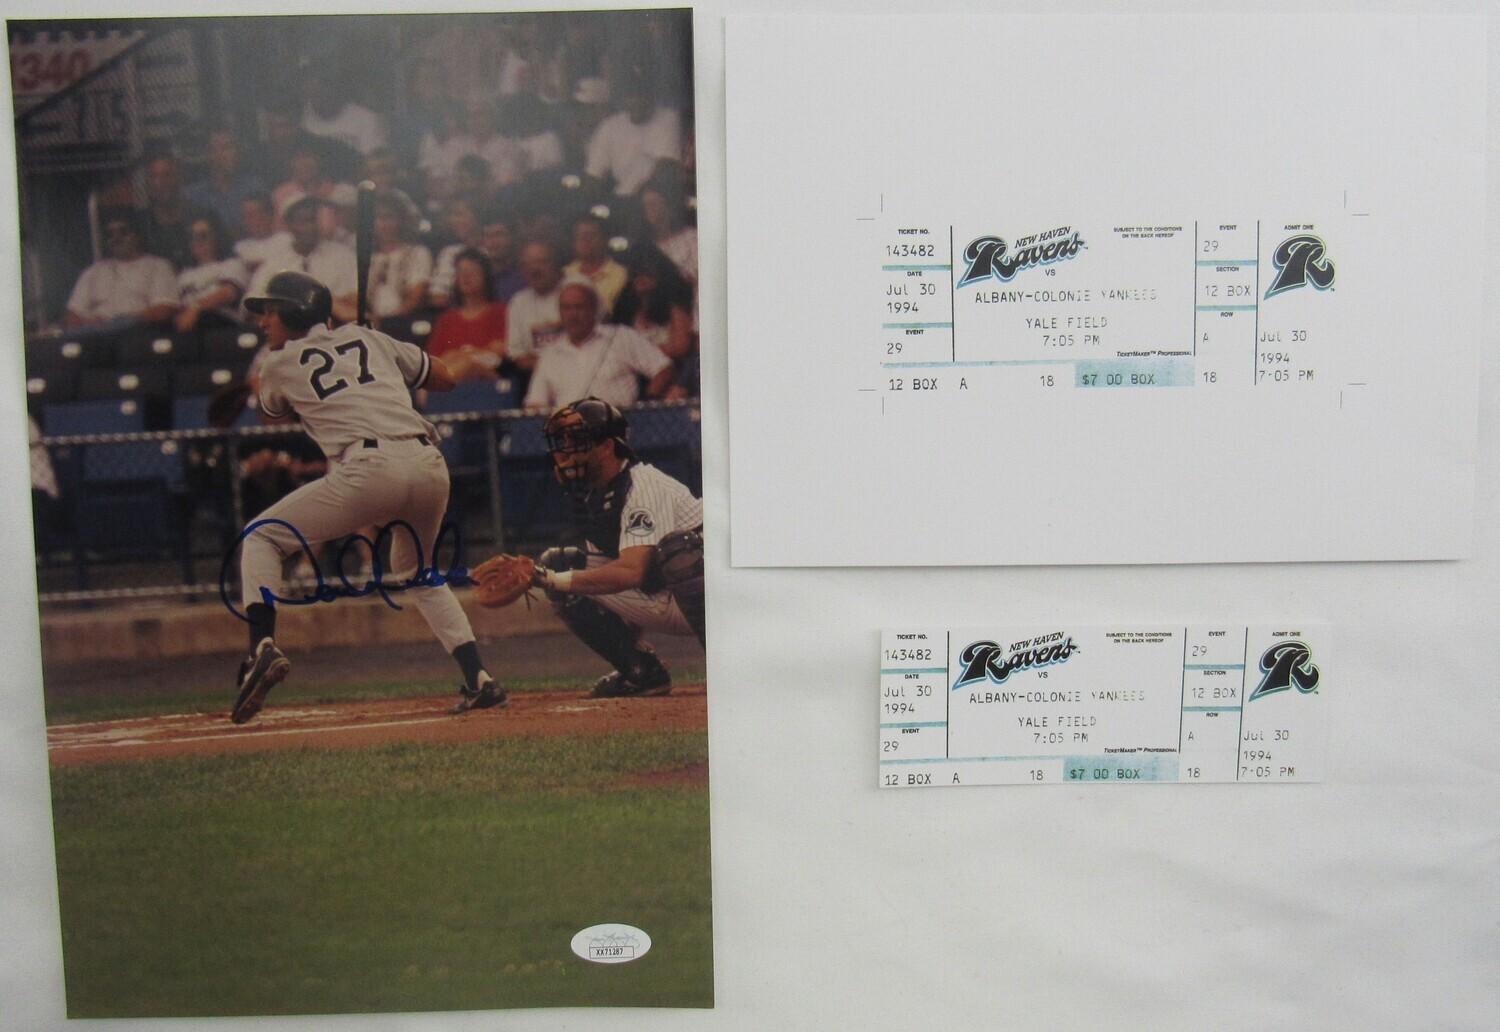 340
27
R
XX71287
TICKET NO.
143482
DATE
Jul 30
1994
EVENT
29
12 BOX A 18 $7 00 BOX
NEW HAVEN
Ravens
VS
SUBJECT TO THE CONDITIONS
ON THE BACK HEREOF
ALBANY-COLONIE YANKEES
YALE FIELD
7:05 PM
TICKETMAKER™ PROFESSIONAL
EVENT
29
SECTION
12 BOX
ROW
A
18
ADMIT ONE
R
Jul 30
1994
7:05 PM
TICKET NO.
143482
DATE
Jul 30
1994
EVENT
29
12 BOX A 18 $7 00 BOX
NEW HAVEN
Ravens
VS
SUBJECT TO THE CONDITIONS
ON THE BACK HEREOF
ALBANY-COLONIE YANKEES
YALE FIELD
7:05 PM
TICKETMAKER™ PROFESSIONAL
EVENT
29
SECTION
12 BOX
ROW
A
18
ADMIT ONE
R
Jul 30
1994
7:05 PM